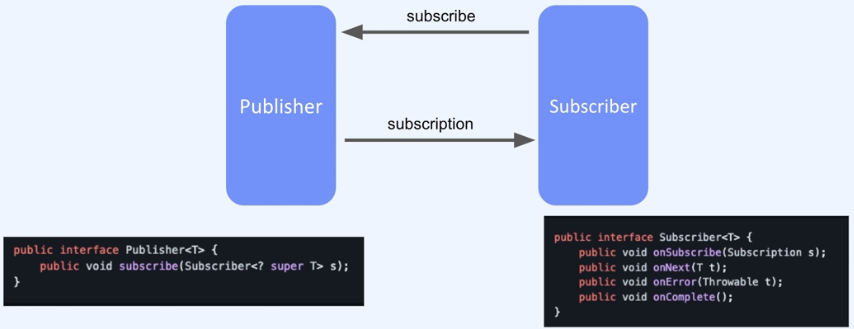 subscribe
Publisher
Subscriber
subscription
public interface Publisher<T> {
    public void subscribe(Subscriber<? super T> s);
}
public interface Subscriber<T> {
    public void onSubscribe(Subscription s);
    public void onNext(T t);
    public void onError(Throwable t);
    public void onComplete();
}